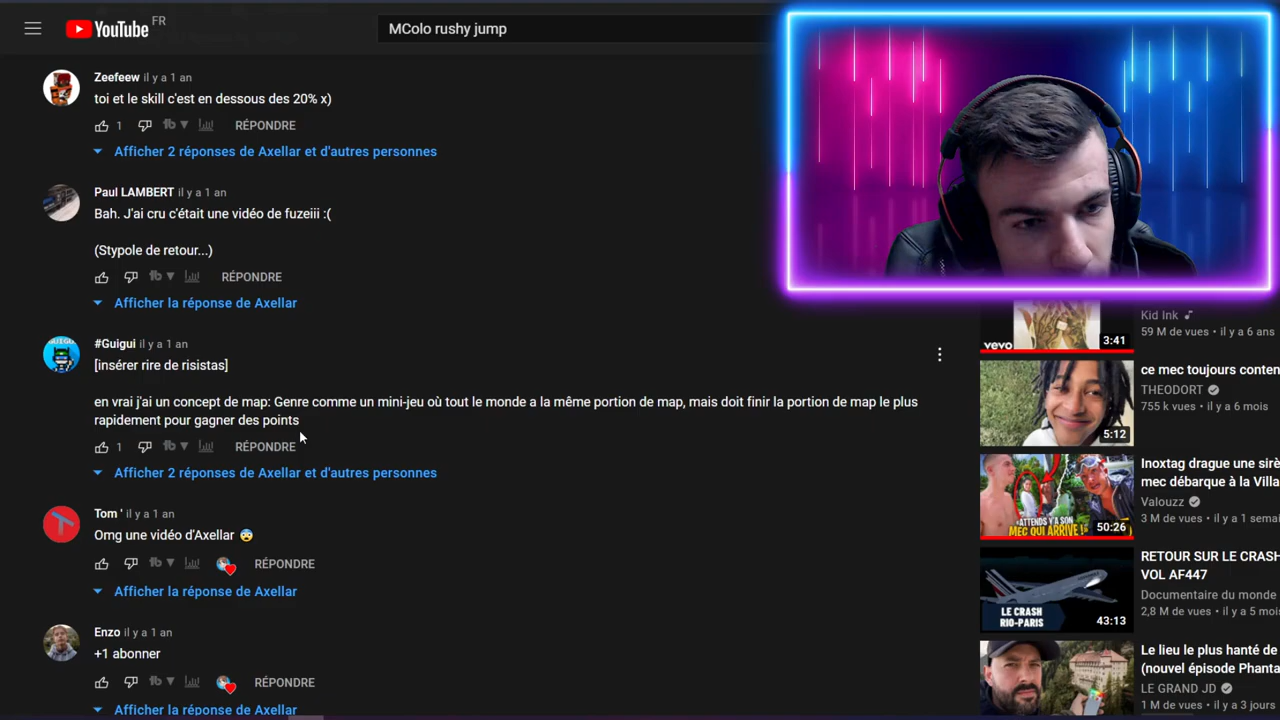 YouTube FR
MColo rushy jump
Zeefeew il y a 1 an
toi et le skill c'est en dessous des 20% x)
1 RÉPONDRE
Afficher 2 réponses de Axellar et d'autres personnes
Paul LAMBERT il y a 1 an
Bah. J'ai cru c'était une vidéo de fuzeiii :(
(Stypole de retour...)
RÉPONDRE
Afficher la réponse de Axellar
#Guigui il y a 1 an
[insérer rire de risistas]
en vrai j'ai un concept de map: Genre comme un mini-jeu où tout le monde a la même portion de map, mais doit finir la portion de map le plus
rapidement pour gagner des points
1 RÉPONDRE
Afficher 2 réponses de Axellar et d'autres personnes
Tom ' il y a 1 an
Omg une vidéo d'Axellar 😨
RÉPONDRE
Afficher la réponse de Axellar
Enzo il y a 1 an
+1 abonner
RÉPONDRE
Afficher la réponse de Axellar
Kid Ink
59 M de vues • il y a 6 ans
vevo 3:41
ce mec toujours conten
THEODORT
755 k vues • il y a 6 mois
5:12
Inoxtag drague une sirè
mec débarque à la Villa
Valouzz
3 M de vues • il y a 1 semai
ATTENDS Y'A SON
MEC QUI ARRIVE !
50:26
RETOUR SUR LE CRASH
VOL AF447
Documentaire du monde
2,8 M de vues • il y a 5 moi
LE CRASH
RIO-PARIS
43:13
Le lieu le plus hanté de
(nouvel épisode Phanta
LE GRAND JD
1 M de vues • il y a 3 jours